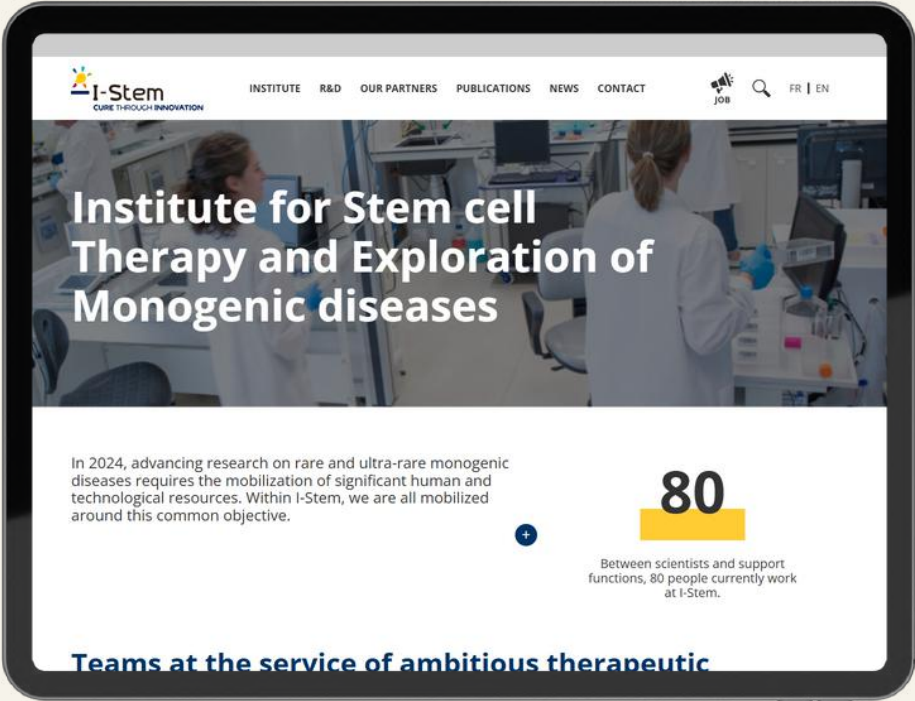 I-Stem
CURE THROUGH INNOVATION
INSTITUTE R&D OUR PARTNERS PUBLICATIONS NEWS CONTACT
JOB
FR | EN
Institute for Stem cell
Therapy and Exploration of
Monogenic diseases
In 2024, advancing research on rare and ultra-rare monogenic
diseases requires the mobilization of significant human and
technological resources. Within I-Stem, we are all mobilized
around this common objective.
+
80
Between scientists and support
functions, 80 people currently work
at I-Stem.
Teams at the service of ambitious therapeutic